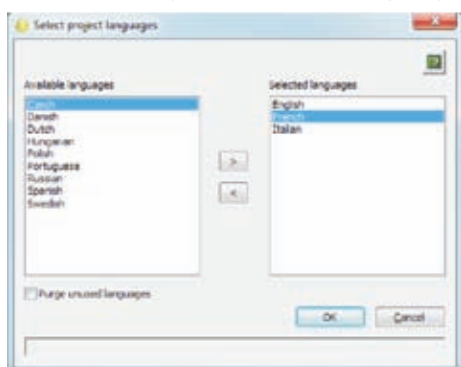 Select project languages
Available languages
Czech
Danish
Dutch
Hungarian
Polish
Portuguese
Russian
Spanish
Swedish
>
<
Selected languages
English
French
Italian
Purge unused languages
OK
Cancel